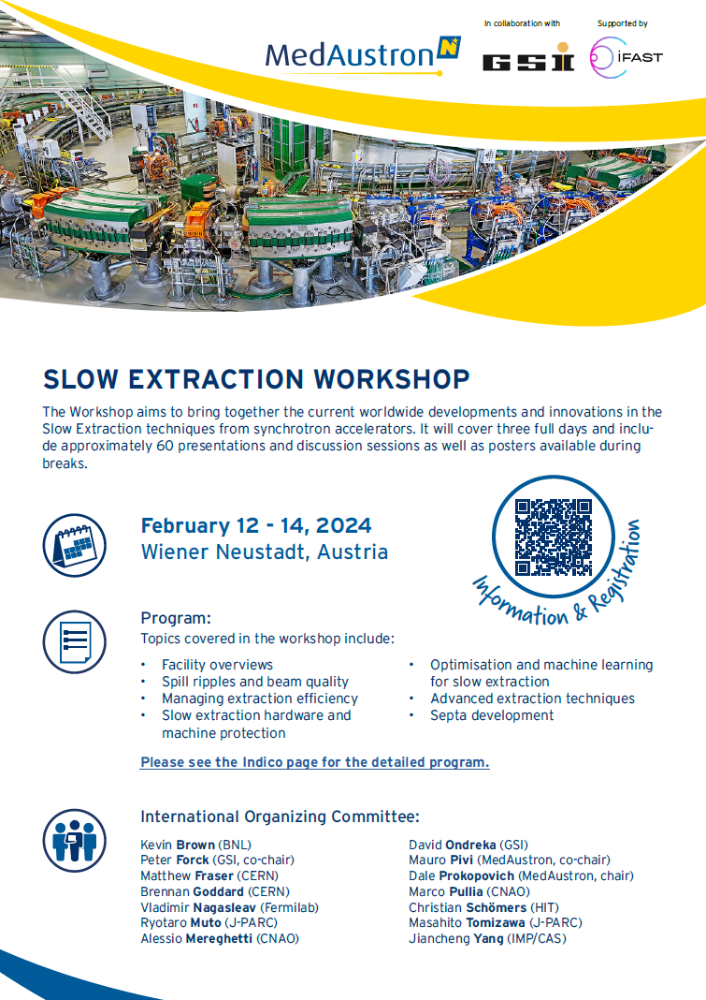 In collaboration with
Supported by
MedAustron N
GSI
iFAST
SLOW EXTRACTION WORKSHOP
The Workshop aims to bring together the current worldwide developments and innovations in the
Slow Extraction techniques from synchrotron accelerators. It will cover three full days and inclu-
de approximately 60 presentations and discussion sessions as well as posters available during
breaks.
February 12 - 14, 2024
Wiener Neustadt, Austria
Information & Registration
Program:
Topics covered in the workshop include:
• Facility overviews
• Spill ripples and beam quality
• Managing extraction efficiency
• Slow extraction hardware and
machine protection
• Optimisation and machine learning
for slow extraction
• Advanced extraction techniques
• Septa development
Please see the Indico page for the detailed program.
International Organizing Committee:
Kevin Brown (BNL)
Peter Forck (GSI, co-chair)
Matthew Fraser (CERN)
Brennan Goddard (CERN)
Vladimir Nagasleav (Fermilab)
Ryotaro Muto (J-PARC)
Alessio Mereghetti (CNAO)
David Ondreka (GSI)
Mauro Pivi (MedAustron, co-chair)
Dale Prokopovich (MedAustron, chair)
Marco Pullia (CNAO)
Christian Schömers (HIT)
Masahito Tomizawa (J-PARC)
Jiancheng Yang (IMP/CAS)